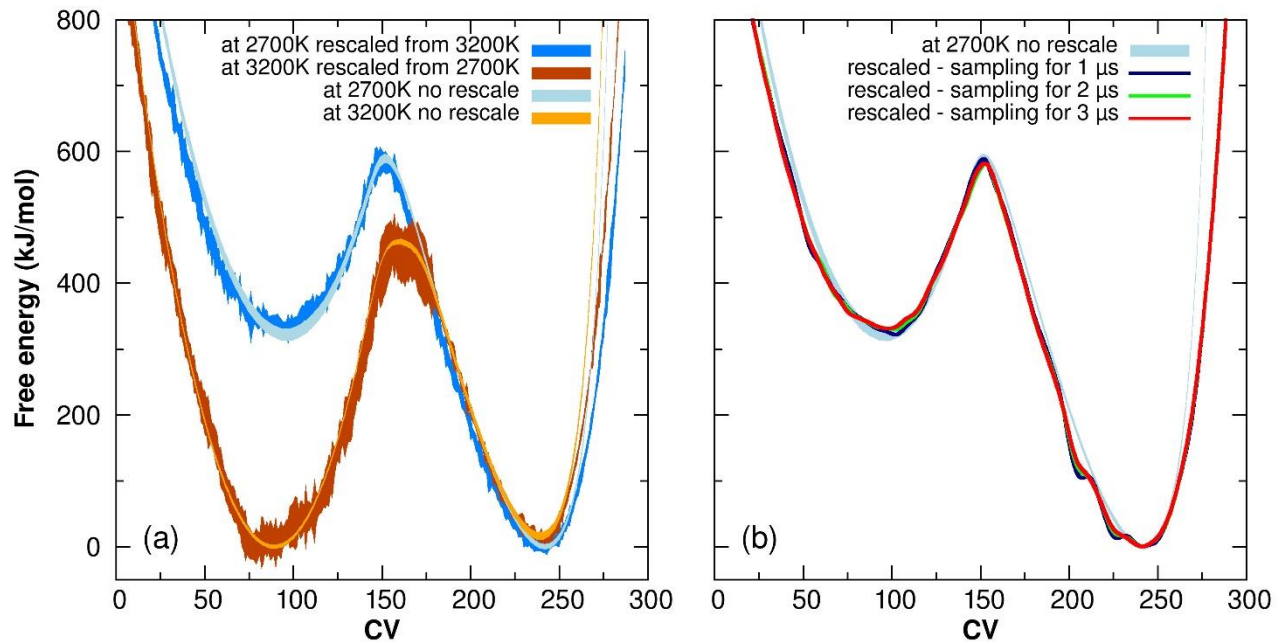 800
600
400
200
0
Free energy (kJ/mol)
at 2700K rescaled from 3200K
at 3200K rescaled from 2700K
at 2700K no rescale
at 3200K no rescale
(a)
0 50 100 150 200 250 300
CV
at 2700K no rescale
rescaled - sampling for 1 µs
rescaled - sampling for 2 µs
rescaled - sampling for 3 µs
(b)
0 50 100 150 200 250 300
CV